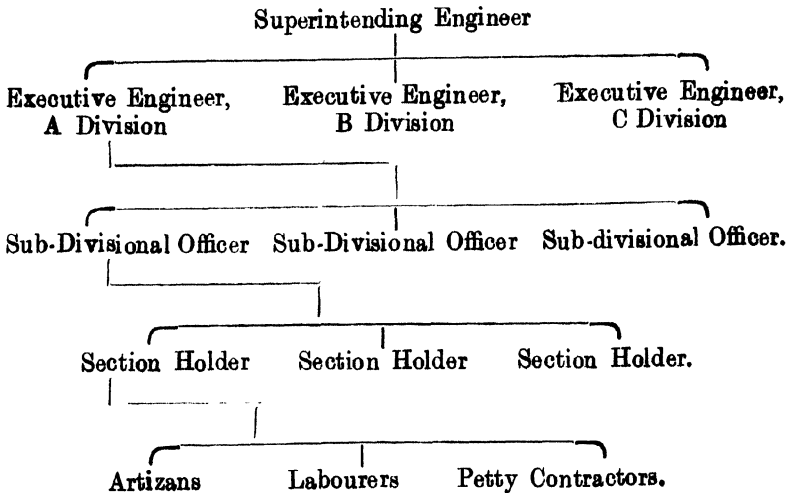 Superintending Engineer
Executive Engineer, Executive Engineer, Executive Engineer,
A Division B Division C Division
Sub-Divisional Officer Sub-Divisional Officer Sub-divisional Officer.
Section Holder Section Holder Section Holder.
Artizans Labourers Petty Contractors.